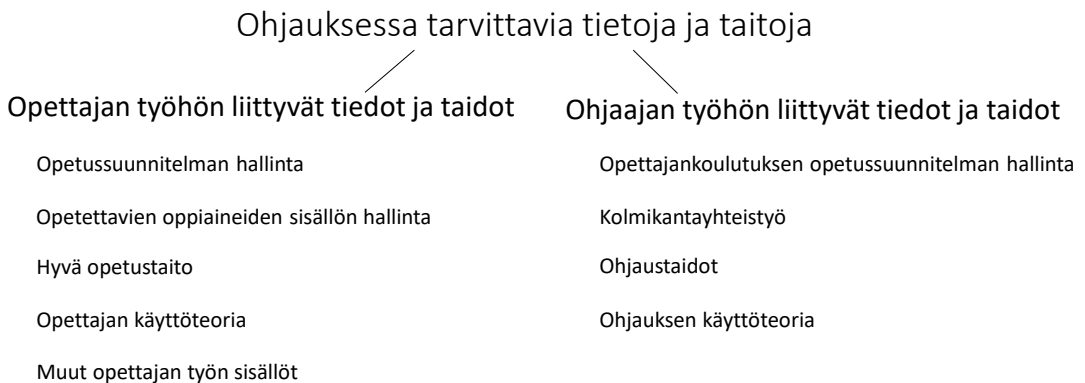 Ohjauksessa tarvittavia tietoja ja taitoja
Opettajan työhön liittyvät tiedot ja taidot
Opetussuunnitelman hallinta
Opetettavien oppiaineiden sisällön hallinta
Hyvä opetustaito
Opettajan käyttöteoria
Muut opettajan työn sisällöt
Ohjaajan työhön liittyvät tiedot ja taidot
Opettajankoulutuksen opetussuunnitelman hallinta
Kolmikantayhteistyö
Ohjaustaidot
Ohjauksen käyttöteoria